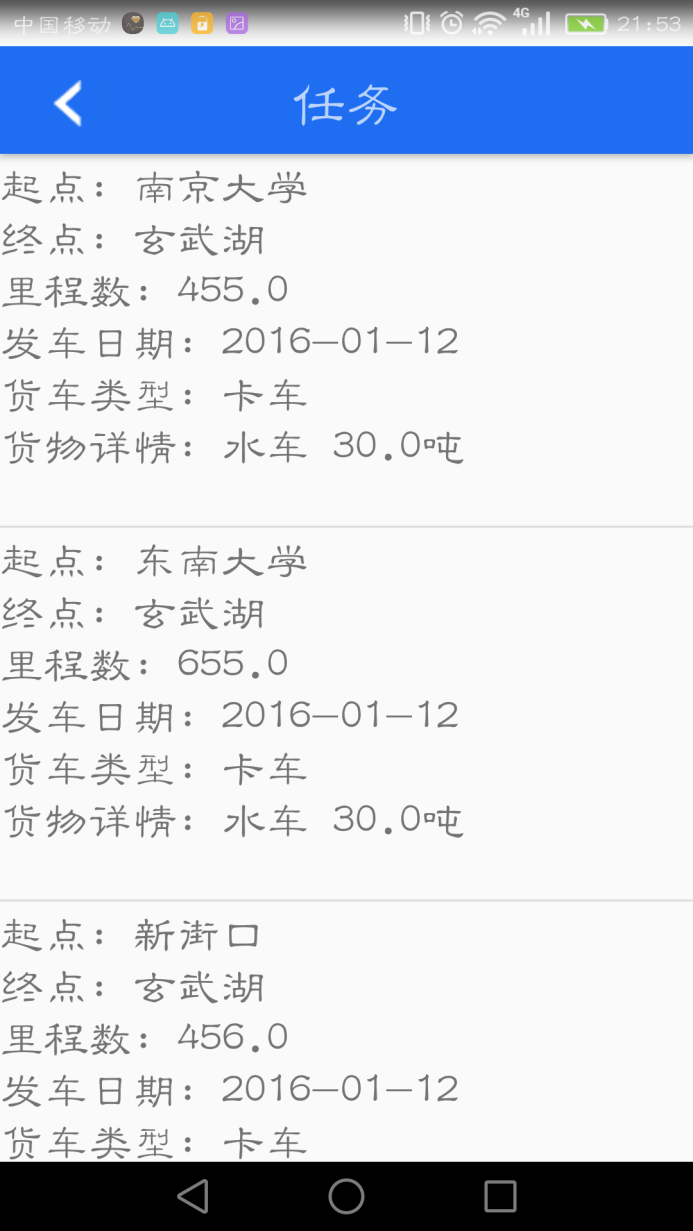 中国移动 4G 21:53
任务
起点：南京大学
终点：玄武湖
里程数：455.0
发车日期：2016-01-12
货车类型：卡车
货物详情：水车 30.0吨
起点：东南大学
终点：玄武湖
里程数：655.0
发车日期：2016-01-12
货车类型：卡车
货物详情：水车 30.0吨
起点：新街口
终点：玄武湖
里程数：456.0
发车日期：2016-01-12
货车类型：卡车